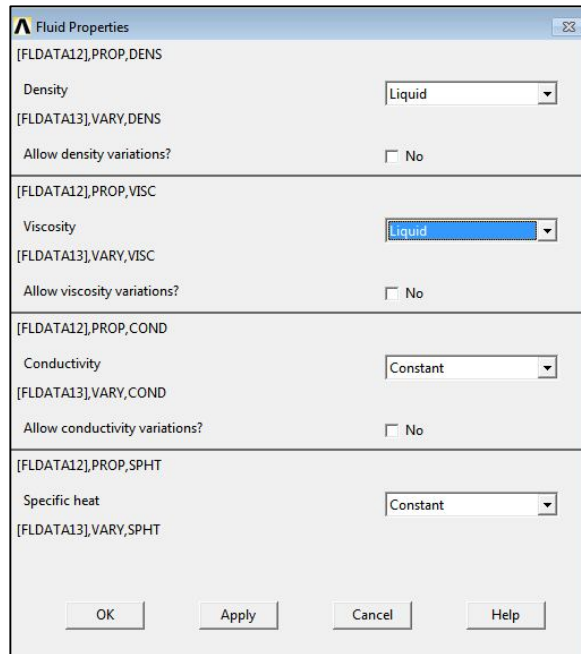 Fluid Properties
[FLDATA12],PROP,DENS
Density Liquid
[FLDATA13],VARY,DENS
Allow density variations? No
[FLDATA12],PROP,VISC
Viscosity Liquid
[FLDATA13],VARY,VISC
Allow viscosity variations? No
[FLDATA12],PROP,COND
Conductivity Constant
[FLDATA13],VARY,COND
Allow conductivity variations? No
[FLDATA12],PROP,SPHT
Specific heat Constant
[FLDATA13],VARY,SPHT
OK Apply Cancel Help